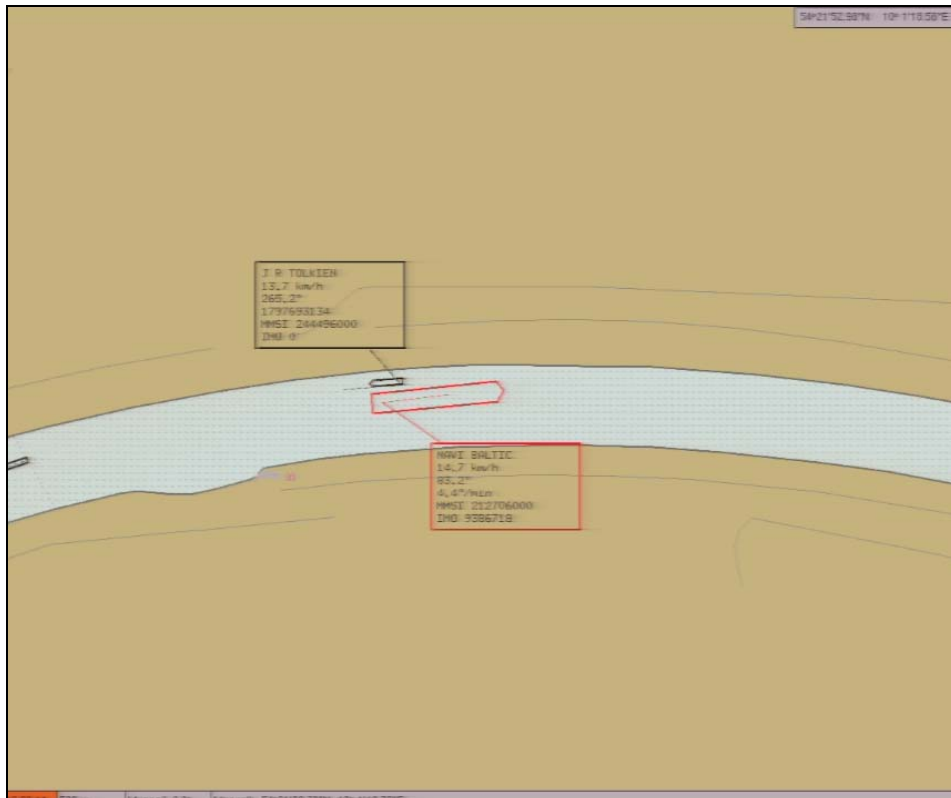 54°21'52,98"N 10° 1'18,58"E
J R TOLKIEN
13,7 km/h
265,2°
1797693134
MMSI 244496000
IMO 0
NAVI BALTIC
14,7 km/h
83,2°
4,4°/min
MMSI 212706000
IMO 9386718